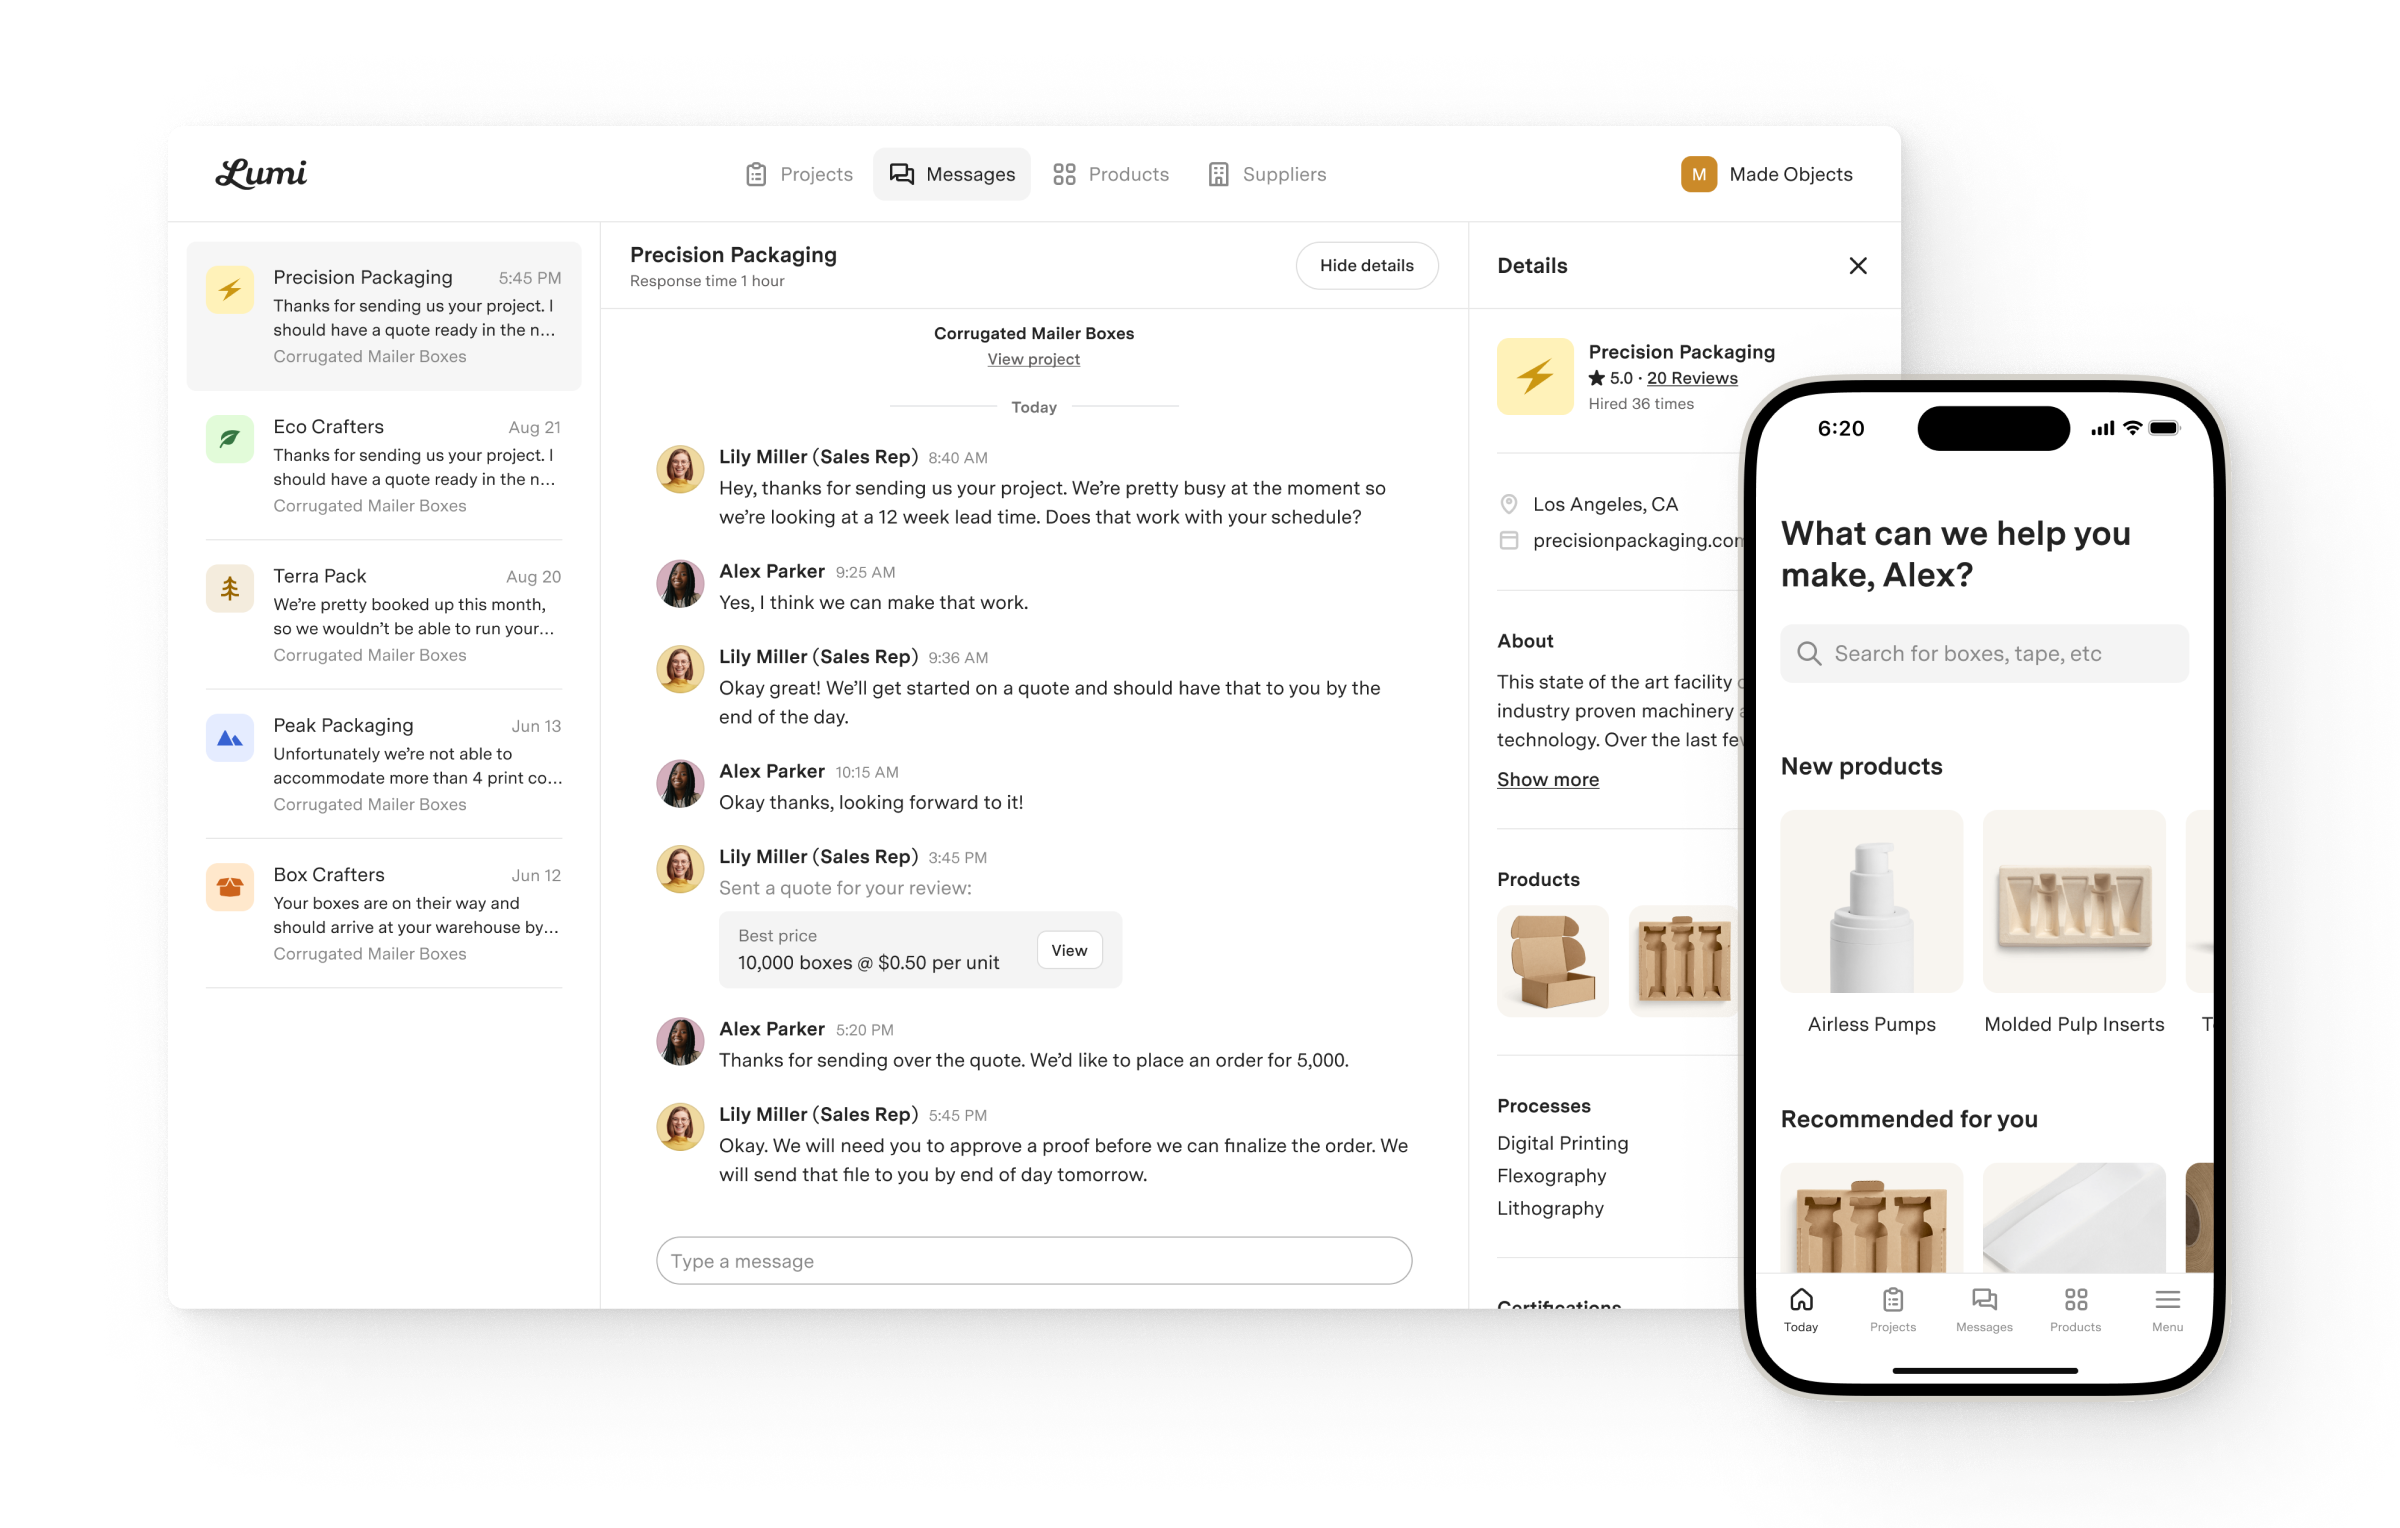 Lumi
Projects
Messages
Products
Suppliers
M
Made Objects
Precision Packaging
5:45 PM
Thanks for sending us your project. I
should have a quote ready in the n...
Corrugated Mailer Boxes
Eco Crafters
Aug 21
Thanks for sending us your project. I
should have a quote ready in the n...
Corrugated Mailer Boxes
Terra Pack
Aug 20
We’re pretty booked up this month,
so we wouldn’t be able to run your...
Corrugated Mailer Boxes
Peak Packaging
Jun 13
Unfortunately we’re not able to
accommodate more than 4 print co...
Corrugated Mailer Boxes
Box Crafters
Jun 12
Your boxes are on their way and
should arrive at your warehouse by...
Corrugated Mailer Boxes
Precision Packaging
Response time 1 hour
Hide details
Corrugated Mailer Boxes
View project
Today
Lily Miller (Sales Rep) 8:40 AM
Hey, thanks for sending us your project. We’re pretty busy at the moment so
we’re looking at a 12 week lead time. Does that work with your schedule?
Alex Parker 9:25 AM
Yes, I think we can make that work.
Lily Miller (Sales Rep) 9:36 AM
Okay great! We’ll get started on a quote and should have that to you by the
end of the day.
Alex Parker 10:15 AM
Okay thanks, looking forward to it!
Lily Miller (Sales Rep) 3:45 PM
Sent a quote for your review:
Best price
10,000 boxes @ $0.50 per unit
View
Alex Parker 5:20 PM
Thanks for sending over the quote. We’d like to place an order for 5,000.
Lily Miller (Sales Rep) 5:45 PM
Okay. We will need you to approve a proof before we can finalize the order. We
will send that file to you by end of day tomorrow.
Type a message
Details
Precision Packaging
★ 5.0 · 20 Reviews
Hired 36 times
Los Angeles, CA
precisionpackaging.com
About
This state of the art facility
industry proven machinery
technology. Over the last few
Show more
Products
Processes
Digital Printing
Flexography
Lithography
Certifications
6:20
What can we help you
make, Alex?
Search for boxes, tape, etc
New products
Airless Pumps
Molded Pulp Inserts
Recommended for you
Today
Projects
Messages
Products
Menu